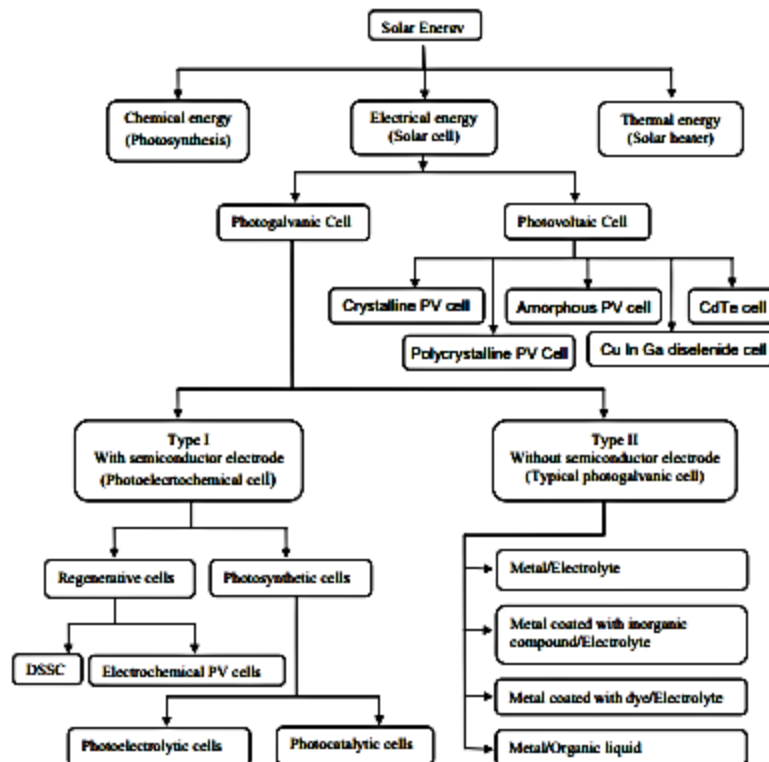 Solar Energy
Chemical energy
(Photosynthesis)
Electrical energy
(Solar cell)
Thermal energy
(Solar heater)
Photogalvanic Cell
Photovoltaic Cell
Crystalline PV cell
Amorphous PV cell
CdTe cell
Polycrystalline PV Cell
Cu In Ga diselenide cell
Type I
With semiconductor electrode
(Photoelecrtochemical cell)
Type II
Without semiconductor electrode
(Typical photogalvanic cell)
Regenerative cells
Photosynthetic cells
Metal/Electrolyte
Metal coated with inorganic
compound/Electrolyte
DSSC
Electrochemical PV cells
Metal coated with dye/Electrolyte
Photoelectrolytic cells
Photocatalytic cells
Metal/Organic liquid